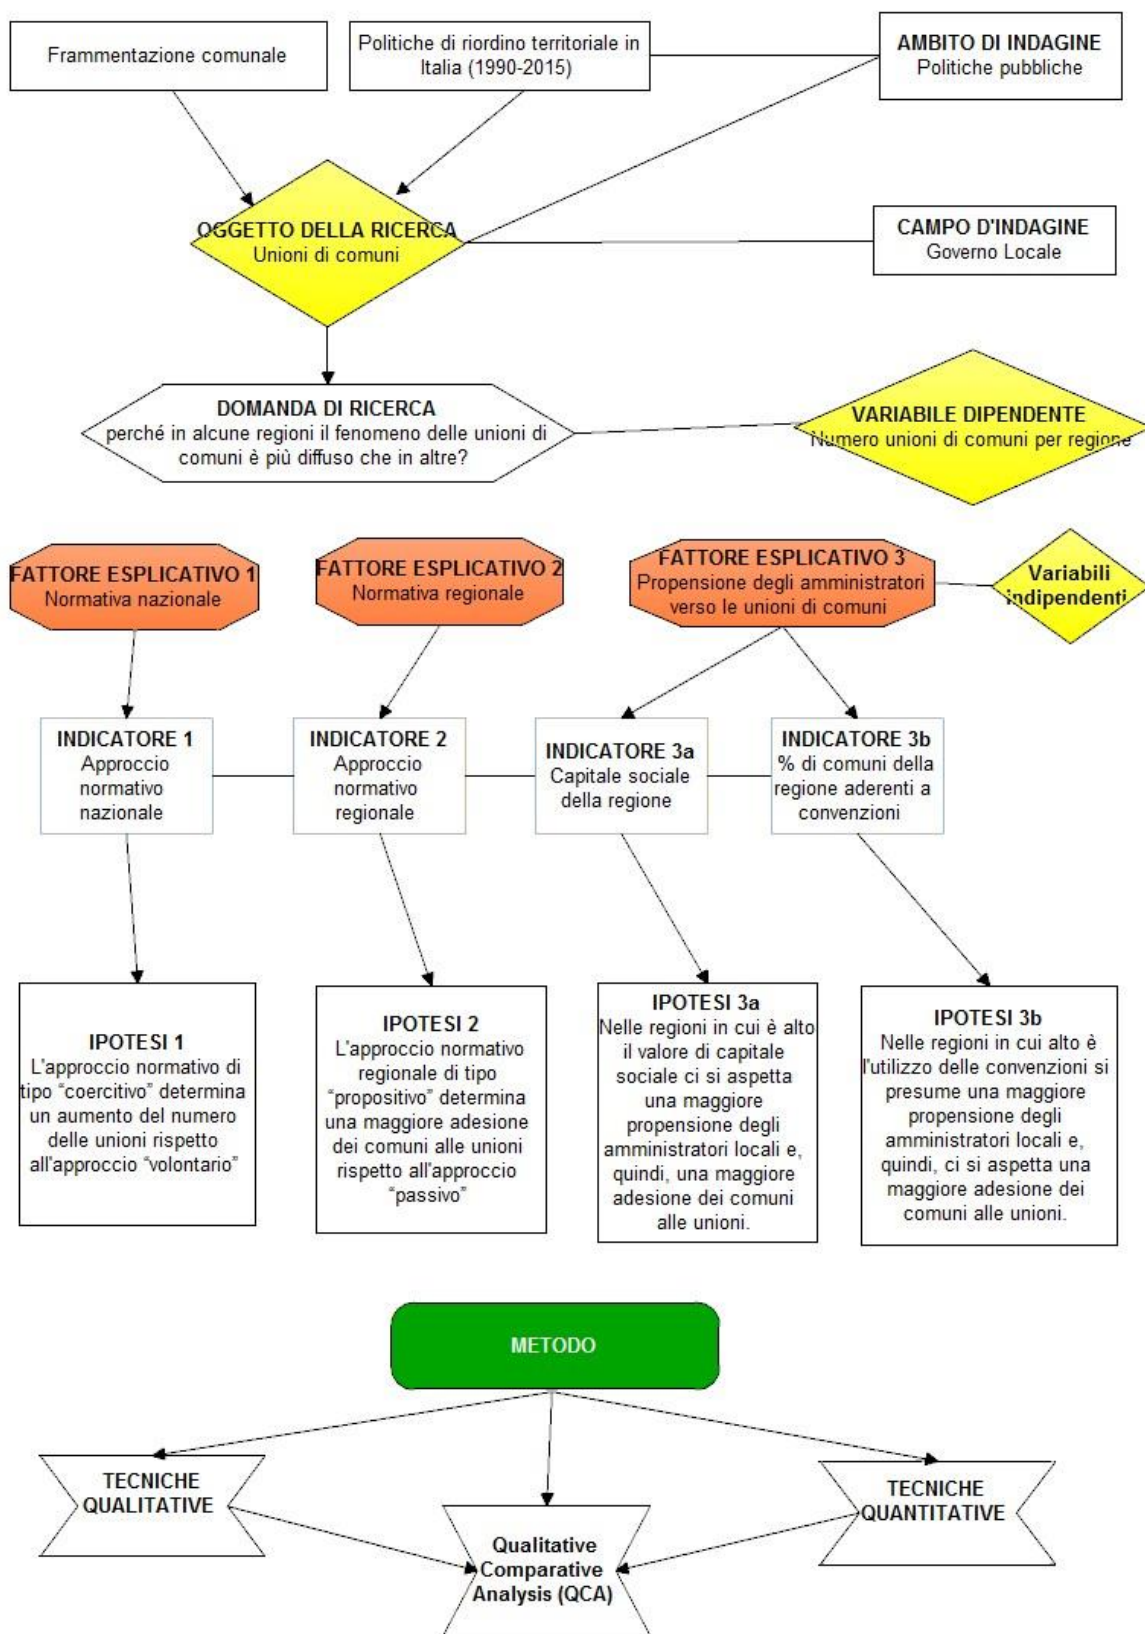 Frammentazione comunale
Politiche di riordino territoriale in
Italia (1990-2015)
AMBITO DI INDAGINE
Politiche pubbliche
OGGETTO DELLA RICERCA
Unioni di comuni
CAMPO D'INDAGINE
Governo Locale
DOMANDA DI RICERCA
perché in alcune regioni il fenomeno delle unioni di
comuni è più diffuso che in altre?
VARIABILE DIPENDENTE
Numero unioni di comuni per regione
FATTORE ESPLICATIVO 1
Normativa nazionale
FATTORE ESPLICATIVO 2
Normativa regionale
FATTORE ESPLICATIVO 3
Propensione degli amministratori
verso le unioni di comuni
Variabili
indipendenti
INDICATORE 1
Approccio
normativo
nazionale
INDICATORE 2
Approccio
normativo
regionale
INDICATORE 3a
Capitale sociale
della regione
INDICATORE 3b
% di comuni della
regione aderenti a
convenzioni
IPOTESI 1
L'approccio normativo di
tipo “coercitivo” determina
un aumento del numero
delle unioni rispetto
all'approccio “volontario”
IPOTESI 2
L'approccio normativo
regionale di tipo
“propositivo” determina
una maggiore adesione
dei comuni alle unioni
rispetto all'approccio
“passivo”
IPOTESI 3a
Nelle regioni in cui è alto
il valore di capitale
sociale ci si aspetta
una maggiore
propensione degli
amministratori locali e,
quindi, una maggiore
adesione dei comuni
alle unioni.
IPOTESI 3b
Nelle regioni in cui alto è
l'utilizzo delle convenzioni si
presume una maggiore
propensione degli
amministratori locali e,
quindi, ci si aspetta una
maggiore adesione dei
comuni alle unioni.
METODO
TECNICHE
QUALITATIVE
Qualitative
Comparative
Analysis (QCA)
TECNICHE
QUANTITATIVE